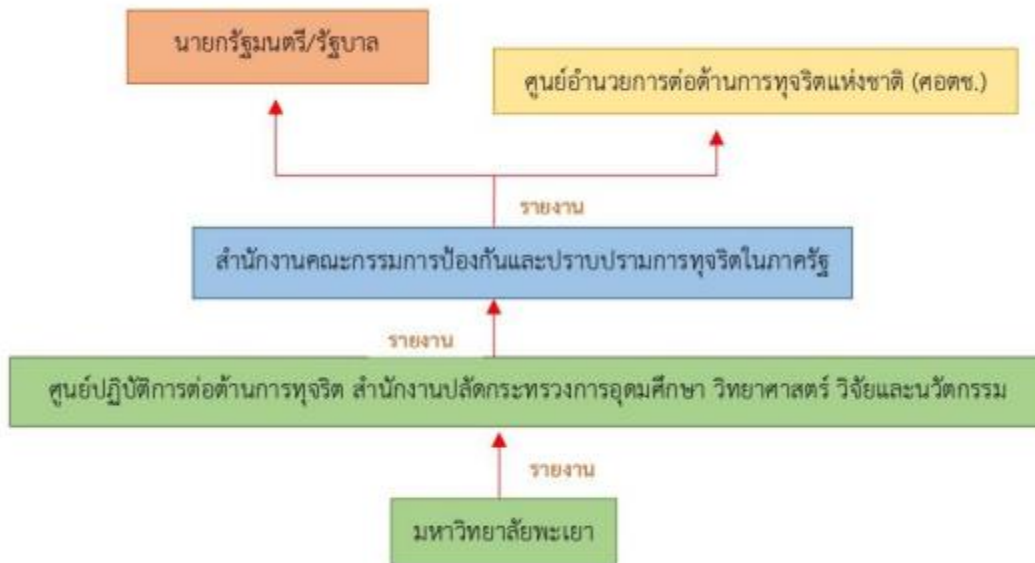 นายกรัฐมนตรี/รัฐบาล
ศูนย์อำนวยการต่อต้านการทุจริตแห่งชาติ (ศอตช.)
รายงาน
สำนักงานคณะกรรมการป้องกันและปราบปรามการทุจริตในภาครัฐ
รายงาน
ศูนย์ปฏิบัติการต่อต้านการทุจริต สำนักงานปลัดกระทรวงการอุดมศึกษา วิทยาศาสตร์ วิจัยและนวัตกรรม
รายงาน
มหาวิทยาลัยพะเยา